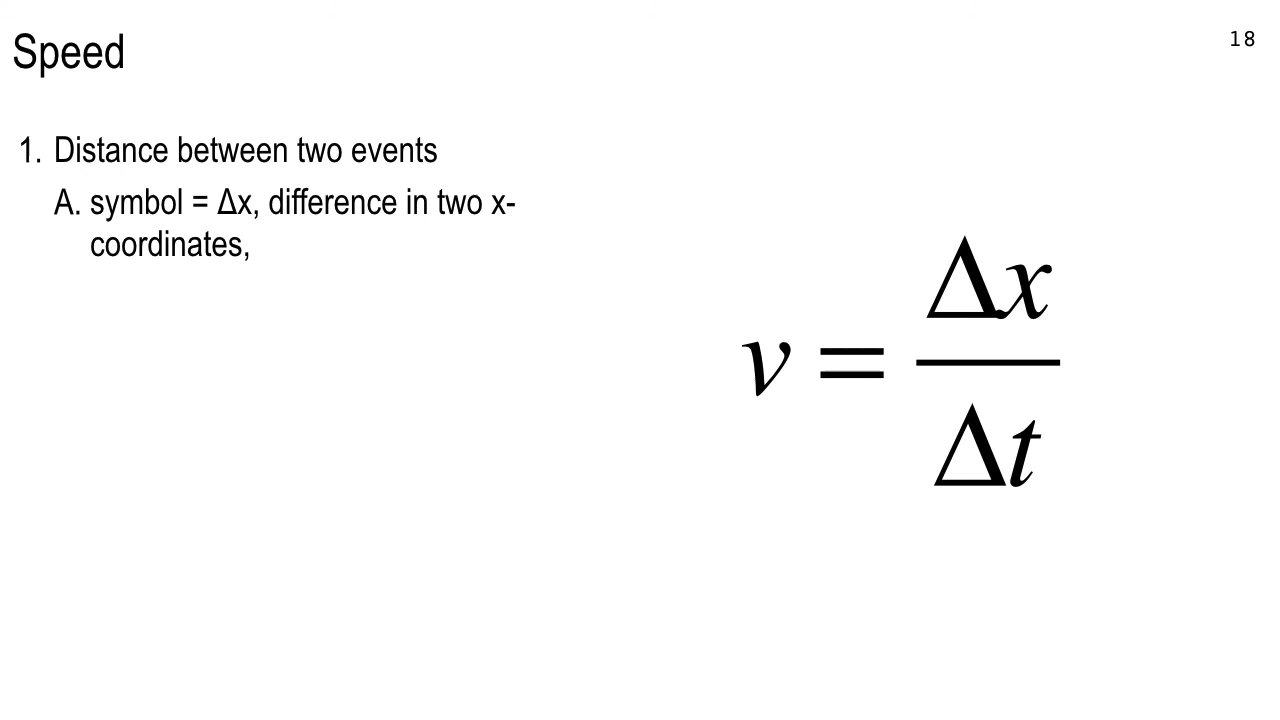 Speed
18
1. Distance between two events
A. symbol = Δx, difference in two x-
coordinates,
v = Δx / Δt